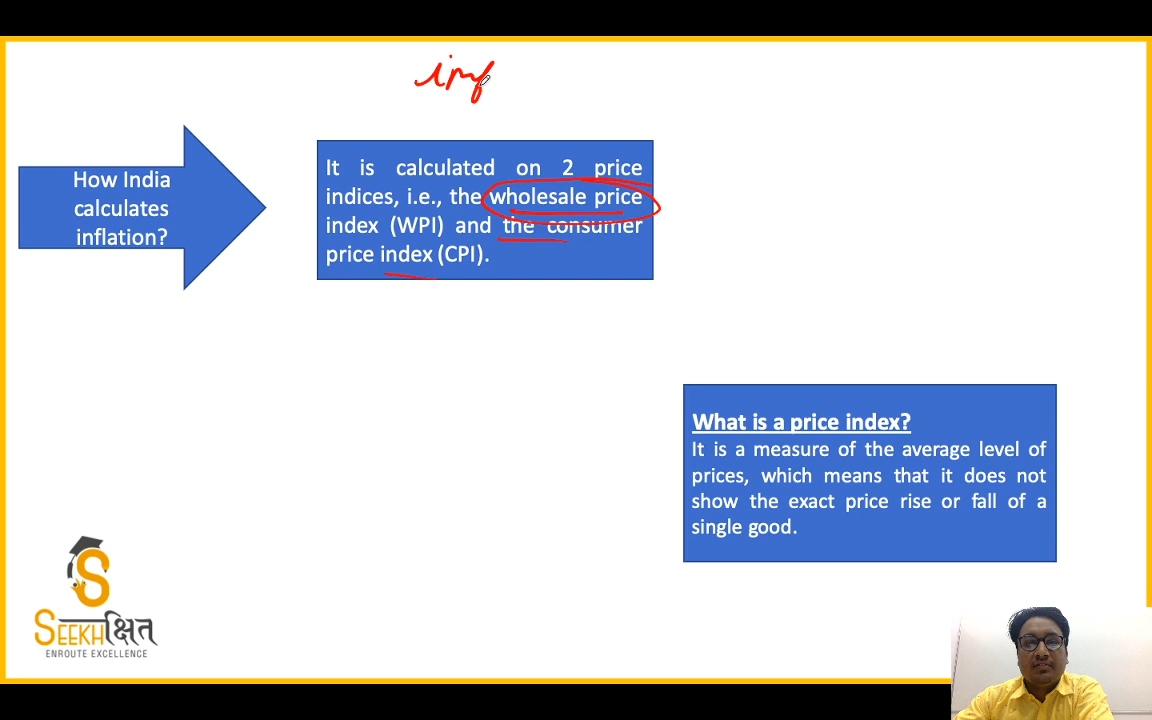 imp
How India
calculates
inflation?
It is calculated on 2 price
indices, i.e., the wholesale price
index (WPI) and the consumer
price index (CPI).
What is a price index?
It is a measure of the average level of
prices, which means that it does not
show the exact price rise or fall of a
single good.
SEEKHक्षित
ENROUTE EXCELLENCE